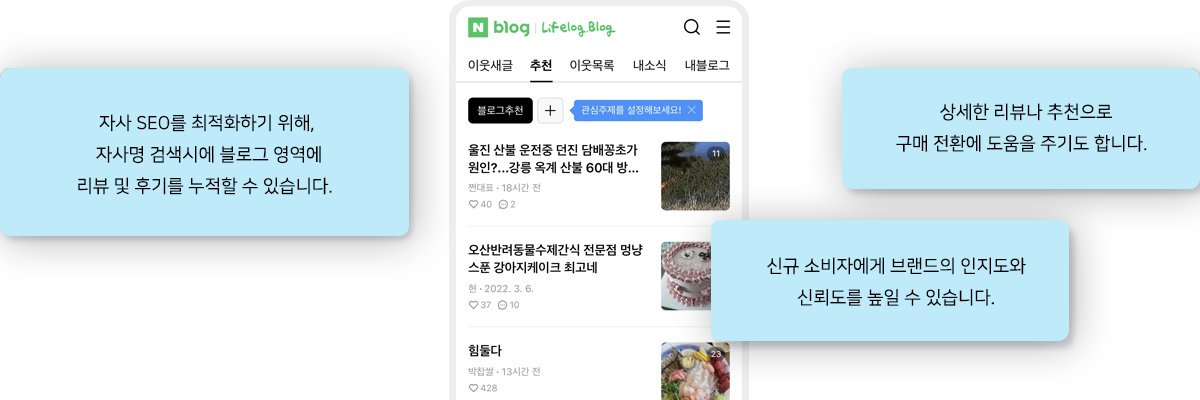 자사 SEO를 최적화하기 위해,
자사명 검색시에 블로그 영역에
리뷰 및 후기를 누적할 수 있습니다.
N blog | Lifelog.Blog
이웃새글 추천 이웃목록 내소식 내블로그
블로그추천 + 관심주제를 설정해보세요! ×
울진 산불 운전중 던진 담배꽁초가
원인?...강릉 옥계 산불 60대 방...
쩐대표 · 18시간 전
40 2
11
오산반려동물수제간식 전문점 멍냥
스푼 강아지케이크 최고네
현 · 2022. 3. 6.
37 10
힘둘다
박찹쌀 · 13시간 전
428
23
상세한 리뷰나 추천으로
구매 전환에 도움을 주기도 합니다.
신규 소비자에게 브랜드의 인지도와
신뢰도를 높일 수 있습니다.